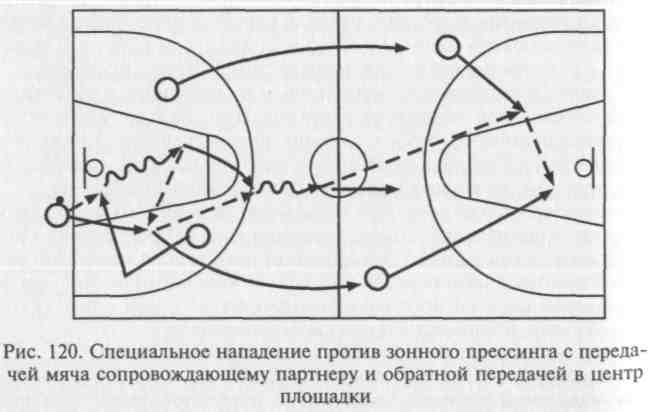 Рис. 120. Специальное нападение против зонного прессинга с переда-
чей мяча сопровождающему партнеру и обратной передачей в центр
площадки